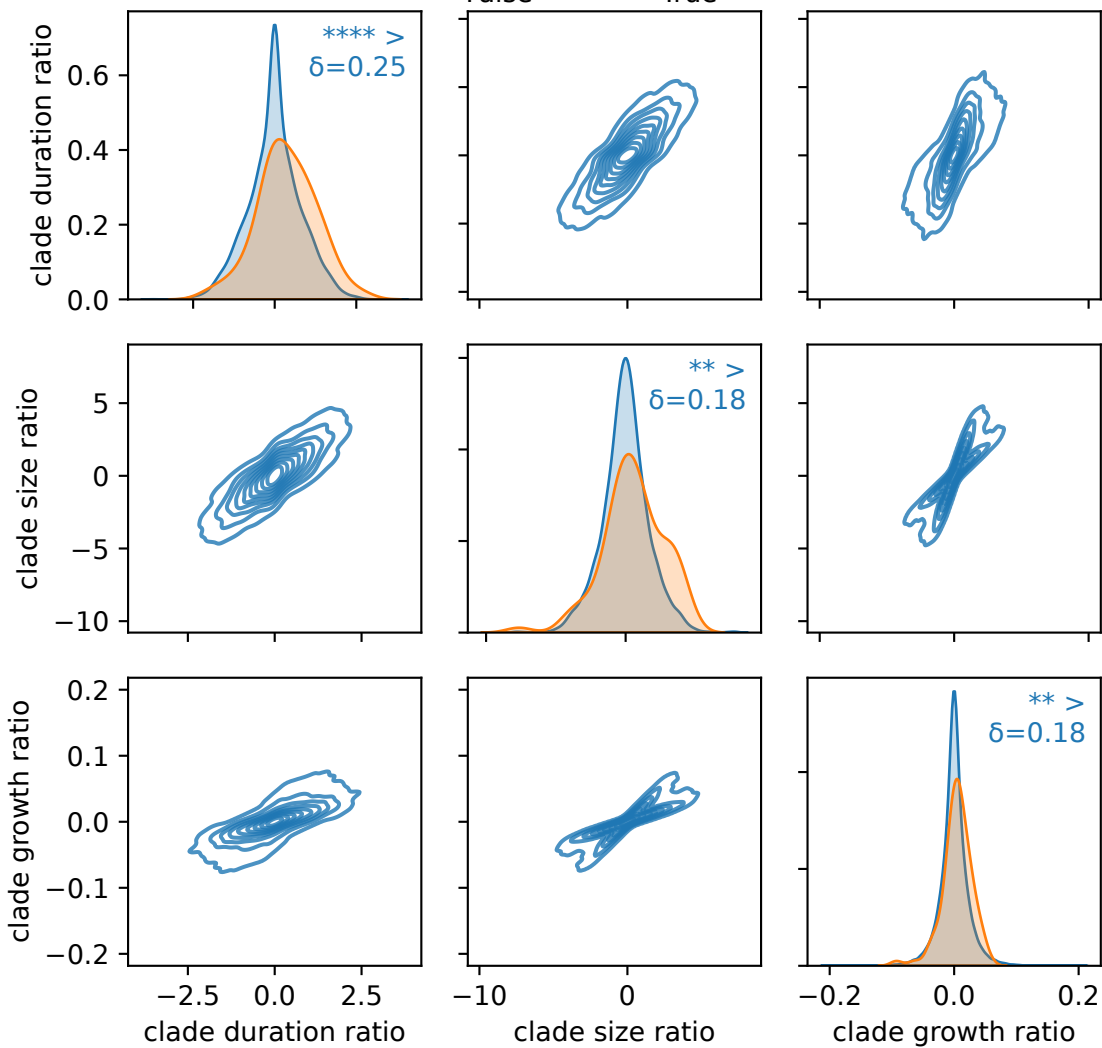 False True
clade duration ratio
0.6
0.4
0.2
0.0
**** >
δ=0.25
clade size ratio
5
0
−5
−10
** >
δ=0.18
clade growth ratio
0.2
0.1
0.0
−0.1
−0.2
** >
δ=0.18
−2.5 0.0 2.5
−10 0
−0.2 0.0 0.2
clade duration ratio
clade size ratio
clade growth ratio